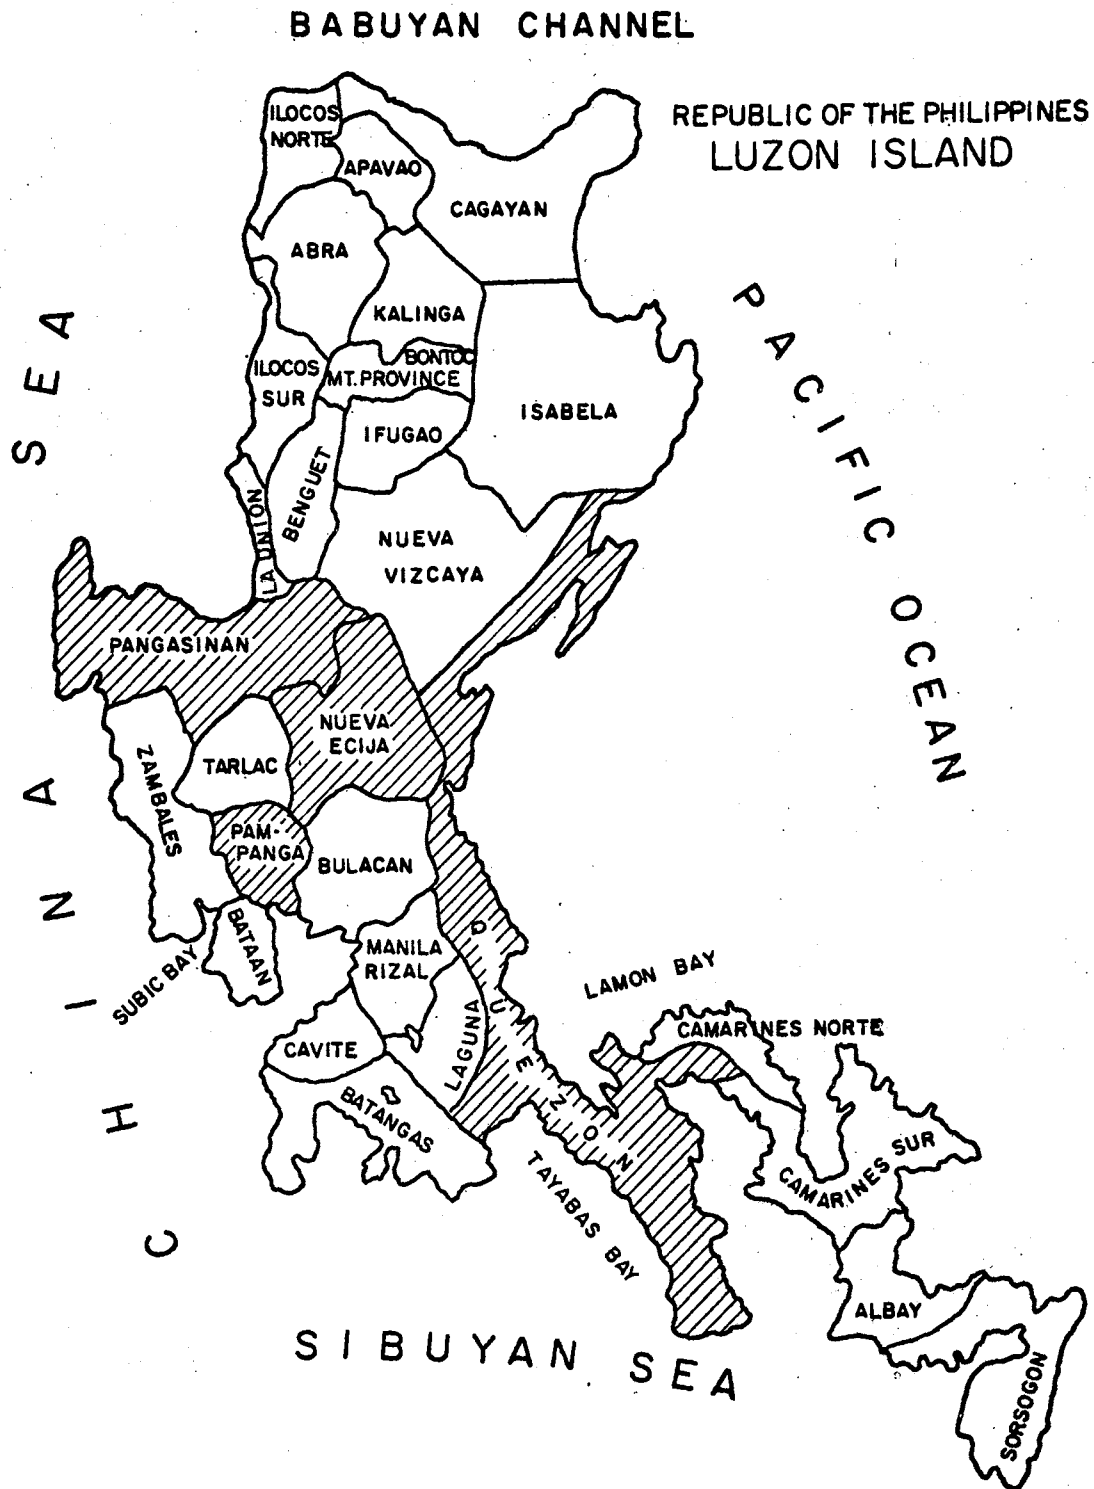 BABUYAN CHANNEL
REPUBLIC OF THE PHILIPPINES
LUZON ISLAND
ILOCOS
NORTE
APAVAO
CAGAYAN
ABRA
KALINGA
BONTOC
MT. PROVINCE
ILOCOS
SUR
ISABELA
IFUGAO
BENGUET
LA UNION
NUEVA
VIZCAYA
PANGASINAN
NUEVA
ECIJA
TARLAC
ZAMBALES
PAM-
PANGA
BULACAN
BATAAN
SUBIC BAY
MANILA
RIZAL
QUEZON
LAMON BAY
LAGUNA
CAVITE
CAMARINES NORTE
BATANGAS
TAYABAS BAY
CAMARINES SUR
ALBAY
SORSOGON
CHINA SEA
PACIFIC OCEAN
SIBUYAN SEA